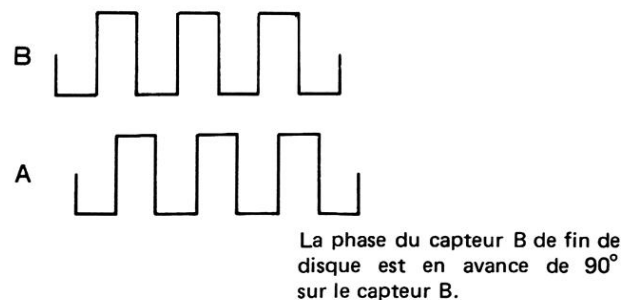 B
A
La phase du capteur B de fin de
disque est en avance de 90°
sur le capteur B.